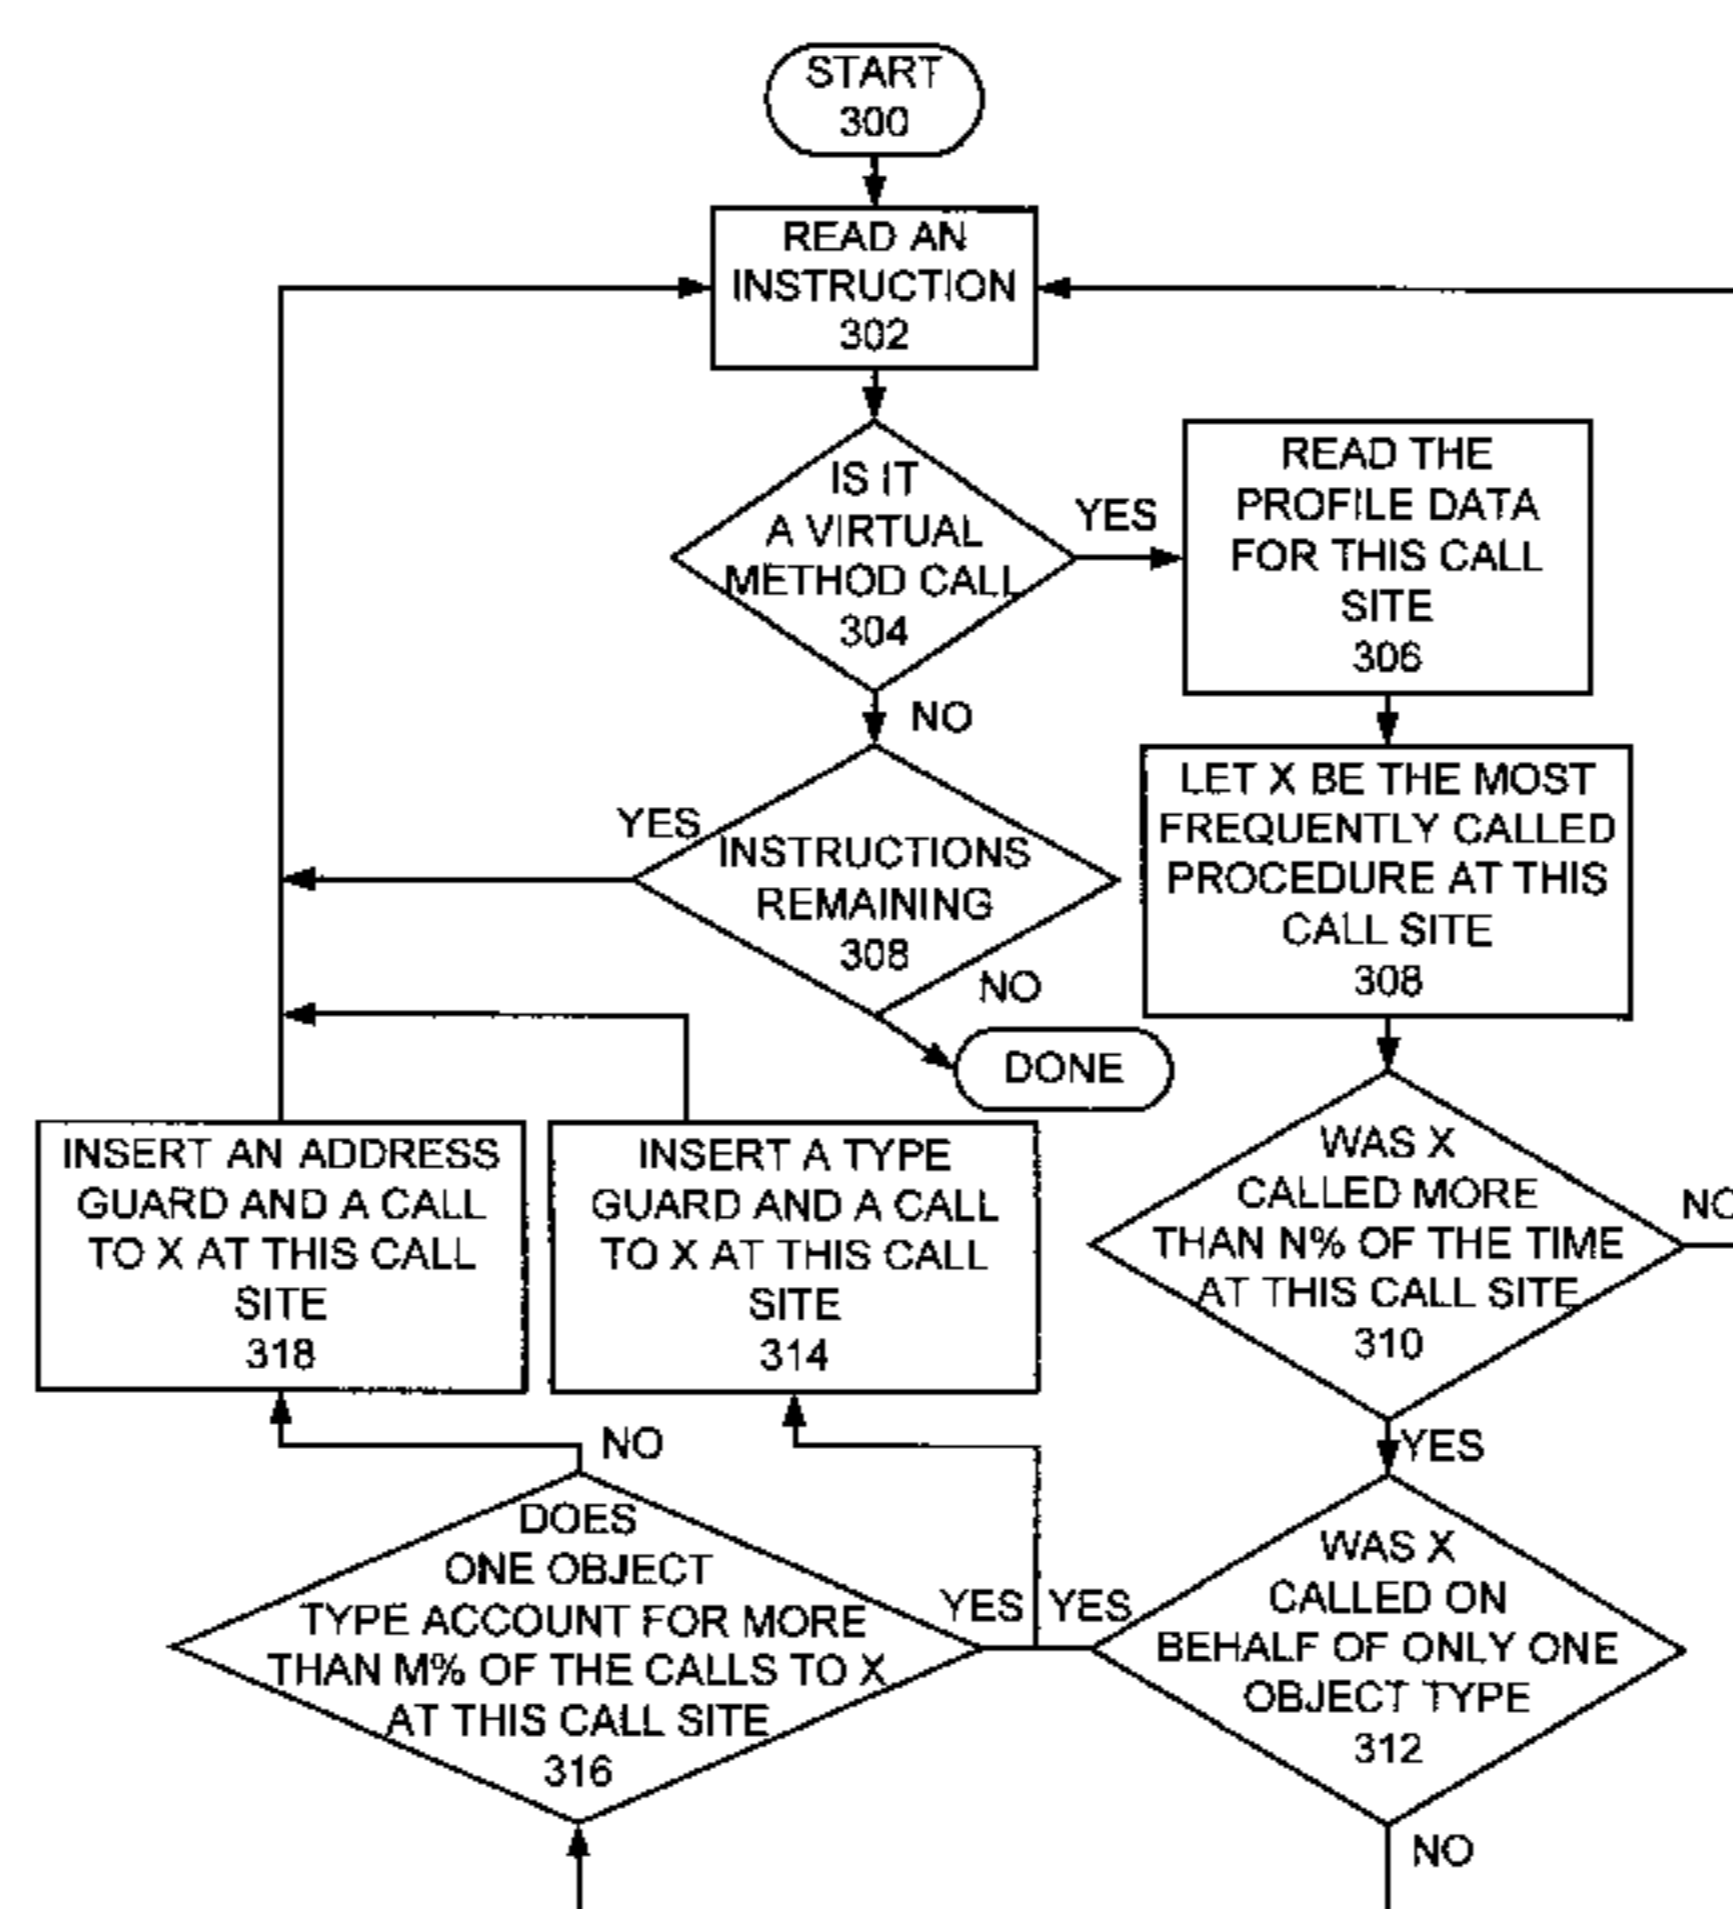 START
300
READ AN
INSTRUCTION
302
IS IT
A VIRTUAL
METHOD CALL
304
YES
READ THE
PROFILE DATA
FOR THIS CALL
SITE
306
NO
LET X BE THE MOST
FREQUENTLY CALLED
PROCEDURE AT THIS
CALL SITE
308
YES
INSTRUCTIONS
REMAINING
308
NO
DONE
WAS X
CALLED MORE
THAN N% OF THE TIME
AT THIS CALL SITE
310
NO
YES
INSERT AN ADDRESS
GUARD AND A CALL
TO X AT THIS CALL
SITE
318
INSERT A TYPE
GUARD AND A CALL
TO X AT THIS CALL
SITE
314
NO
DOES
ONE OBJECT
TYPE ACCOUNT FOR MORE
THAN M% OF THE CALLS TO X
AT THIS CALL SITE
316
YES
YES
WAS X
CALLED ON
BEHALF OF ONLY ONE
OBJECT TYPE
312
NO